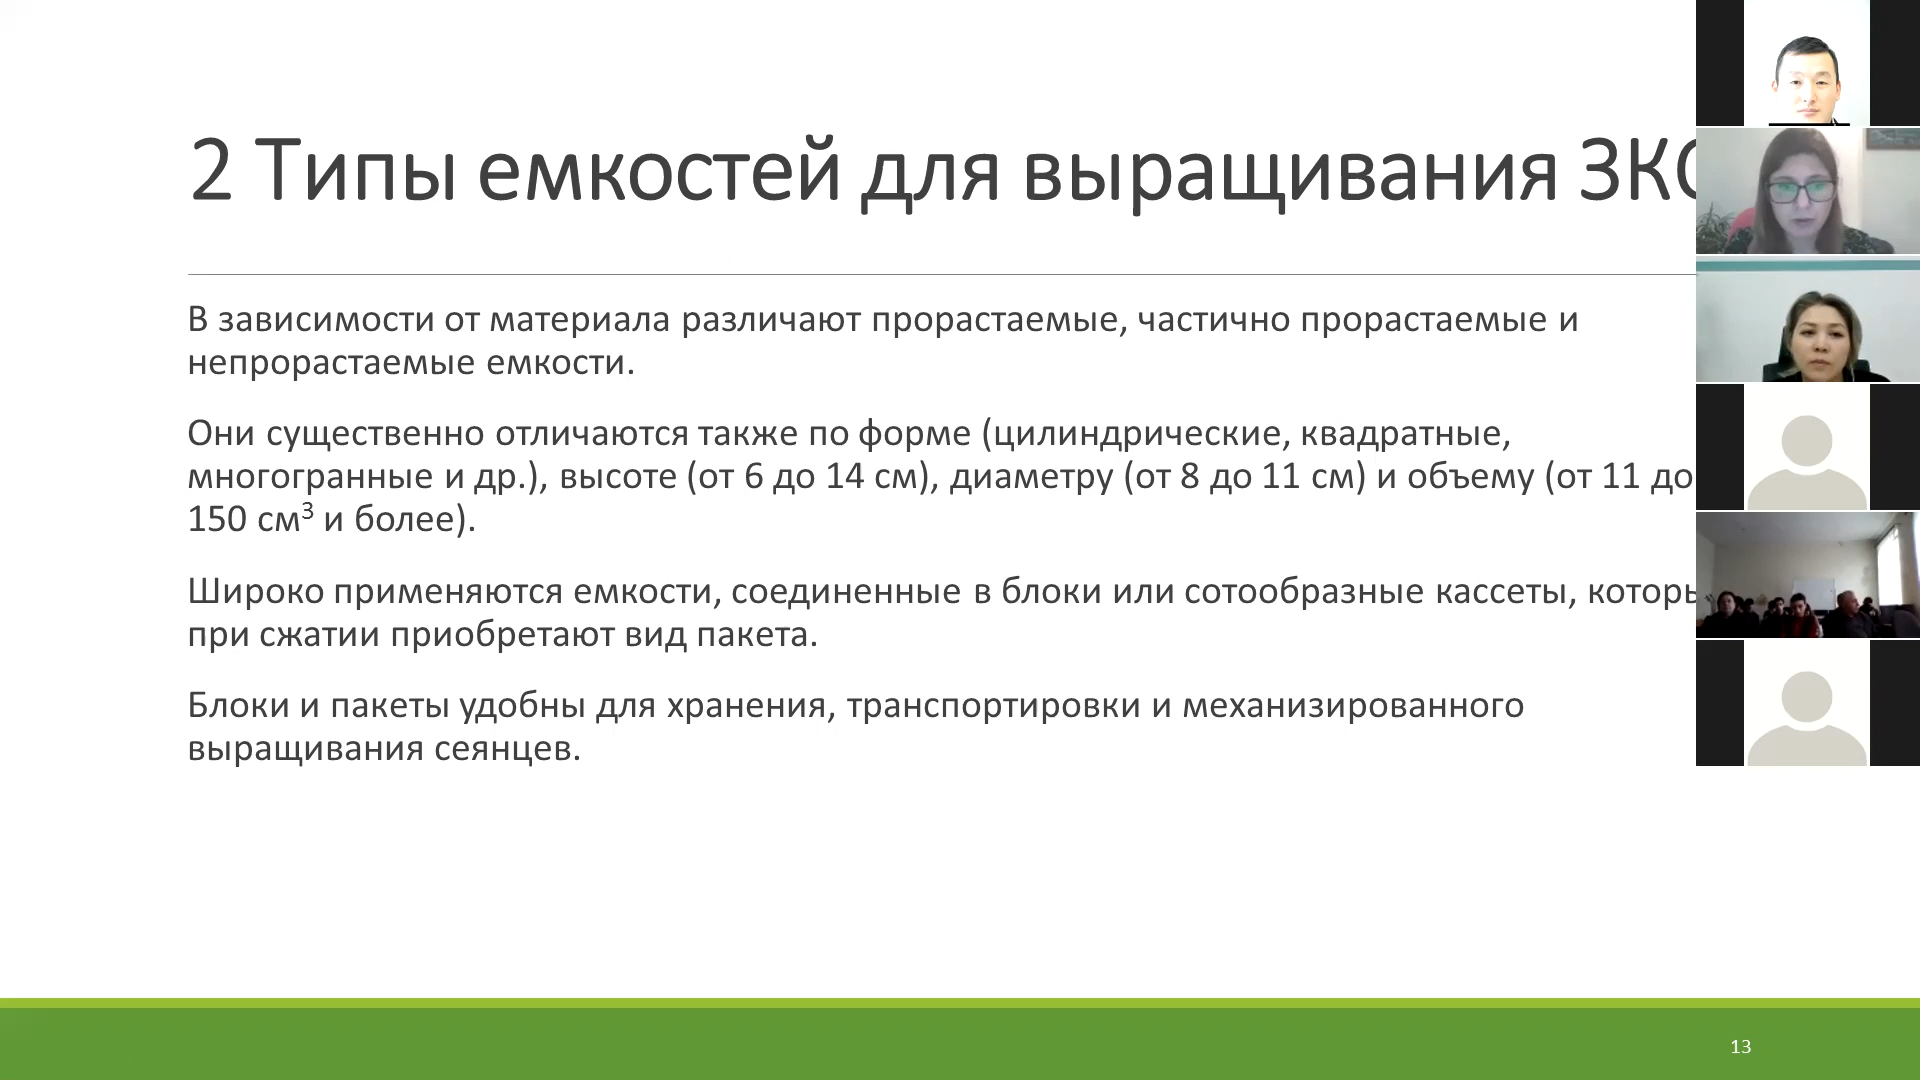 2 Типы емкостей для выращивания
В зависимости от материала различают прорастаемые, частично прорастаемые и
непрорастаемые емкости.
Они существенно отличаются также по форме (цилиндрические, квадратные,
многогранные и др.), высоте (от 6 до 14 см), диаметру (от 8 до 11 см) и объему (от 11 до
150 см³ и более).
Широко применяются емкости, соединенные в блоки или сотообразные кассеты,
при сжатии приобретают вид пакета.
Блоки и пакеты удобны для хранения, транспортировки и механизированного
выращивания сеянцев.
13